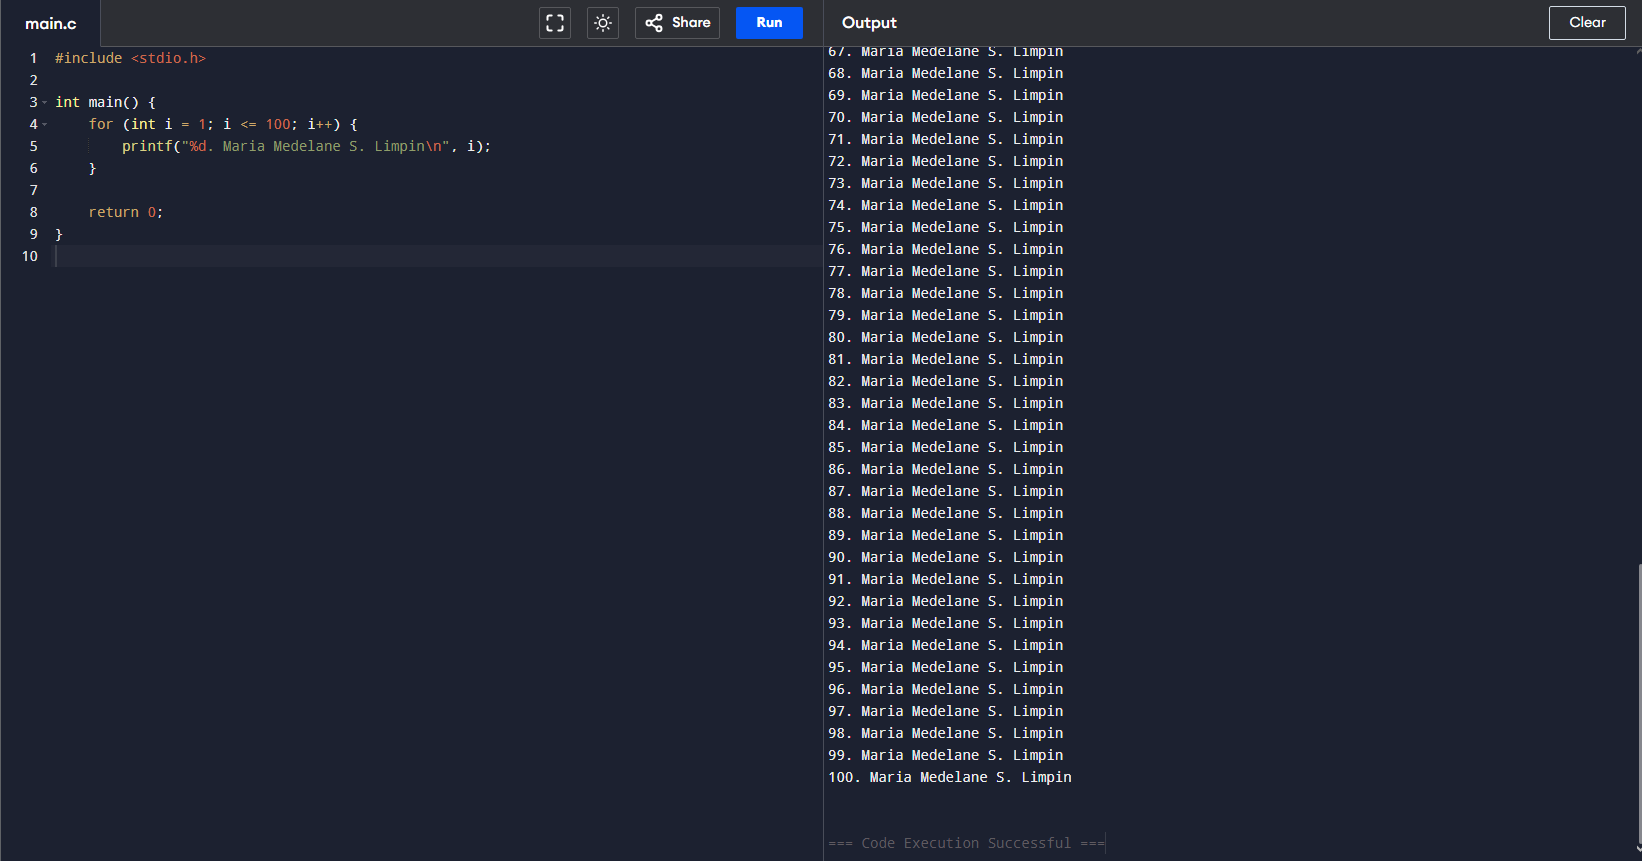 main.c
Share
Run
Output
Clear
1 #include <stdio.h>
2
3 int main() {
4     for (int i = 1; i <= 100; i++) {
5         printf("%d. Maria Medelane S. Limpin\n", i);
6     }
7
8     return 0;
9 }
10
67. Maria Medelane S. Limpin
68. Maria Medelane S. Limpin
69. Maria Medelane S. Limpin
70. Maria Medelane S. Limpin
71. Maria Medelane S. Limpin
72. Maria Medelane S. Limpin
73. Maria Medelane S. Limpin
74. Maria Medelane S. Limpin
75. Maria Medelane S. Limpin
76. Maria Medelane S. Limpin
77. Maria Medelane S. Limpin
78. Maria Medelane S. Limpin
79. Maria Medelane S. Limpin
80. Maria Medelane S. Limpin
81. Maria Medelane S. Limpin
82. Maria Medelane S. Limpin
83. Maria Medelane S. Limpin
84. Maria Medelane S. Limpin
85. Maria Medelane S. Limpin
86. Maria Medelane S. Limpin
87. Maria Medelane S. Limpin
88. Maria Medelane S. Limpin
89. Maria Medelane S. Limpin
90. Maria Medelane S. Limpin
91. Maria Medelane S. Limpin
92. Maria Medelane S. Limpin
93. Maria Medelane S. Limpin
94. Maria Medelane S. Limpin
95. Maria Medelane S. Limpin
96. Maria Medelane S. Limpin
97. Maria Medelane S. Limpin
98. Maria Medelane S. Limpin
99. Maria Medelane S. Limpin
100. Maria Medelane S. Limpin
=== Code Execution Successful ===